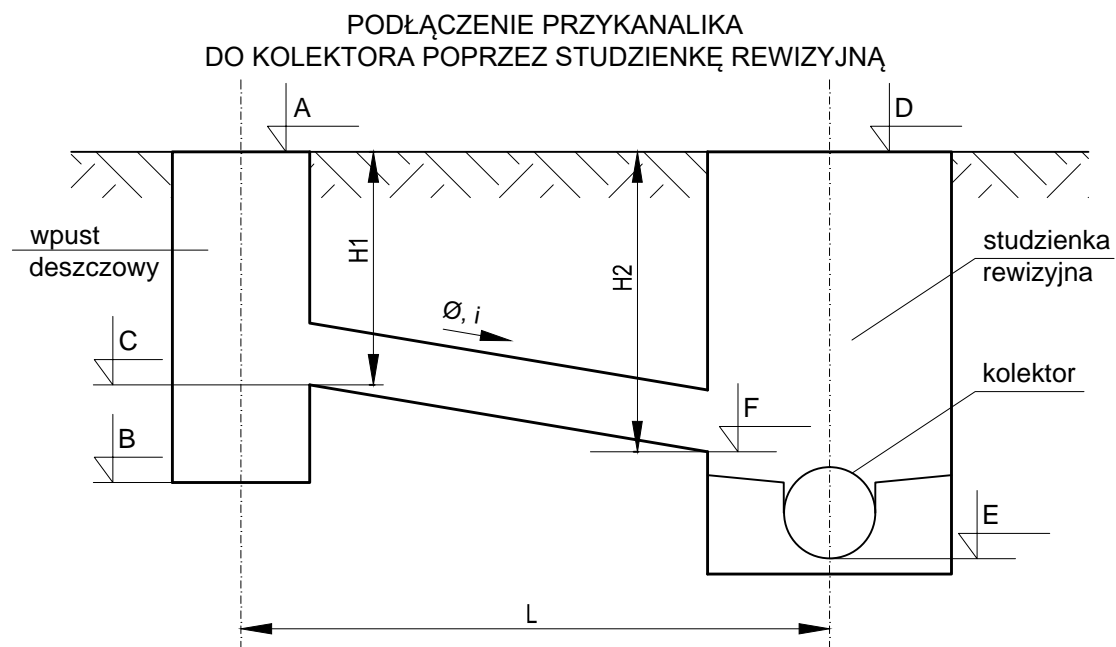 PODŁĄCZENIE PRZYKANALIKA
DO KOLEKTORA POPRZEZ STUDZIENKĘ REWIZYJNĄ
A
D
wpust
deszczowy
H1
H2
studzienka
rewizyjna
Ø, i
C
kolektor
F
B
E
L